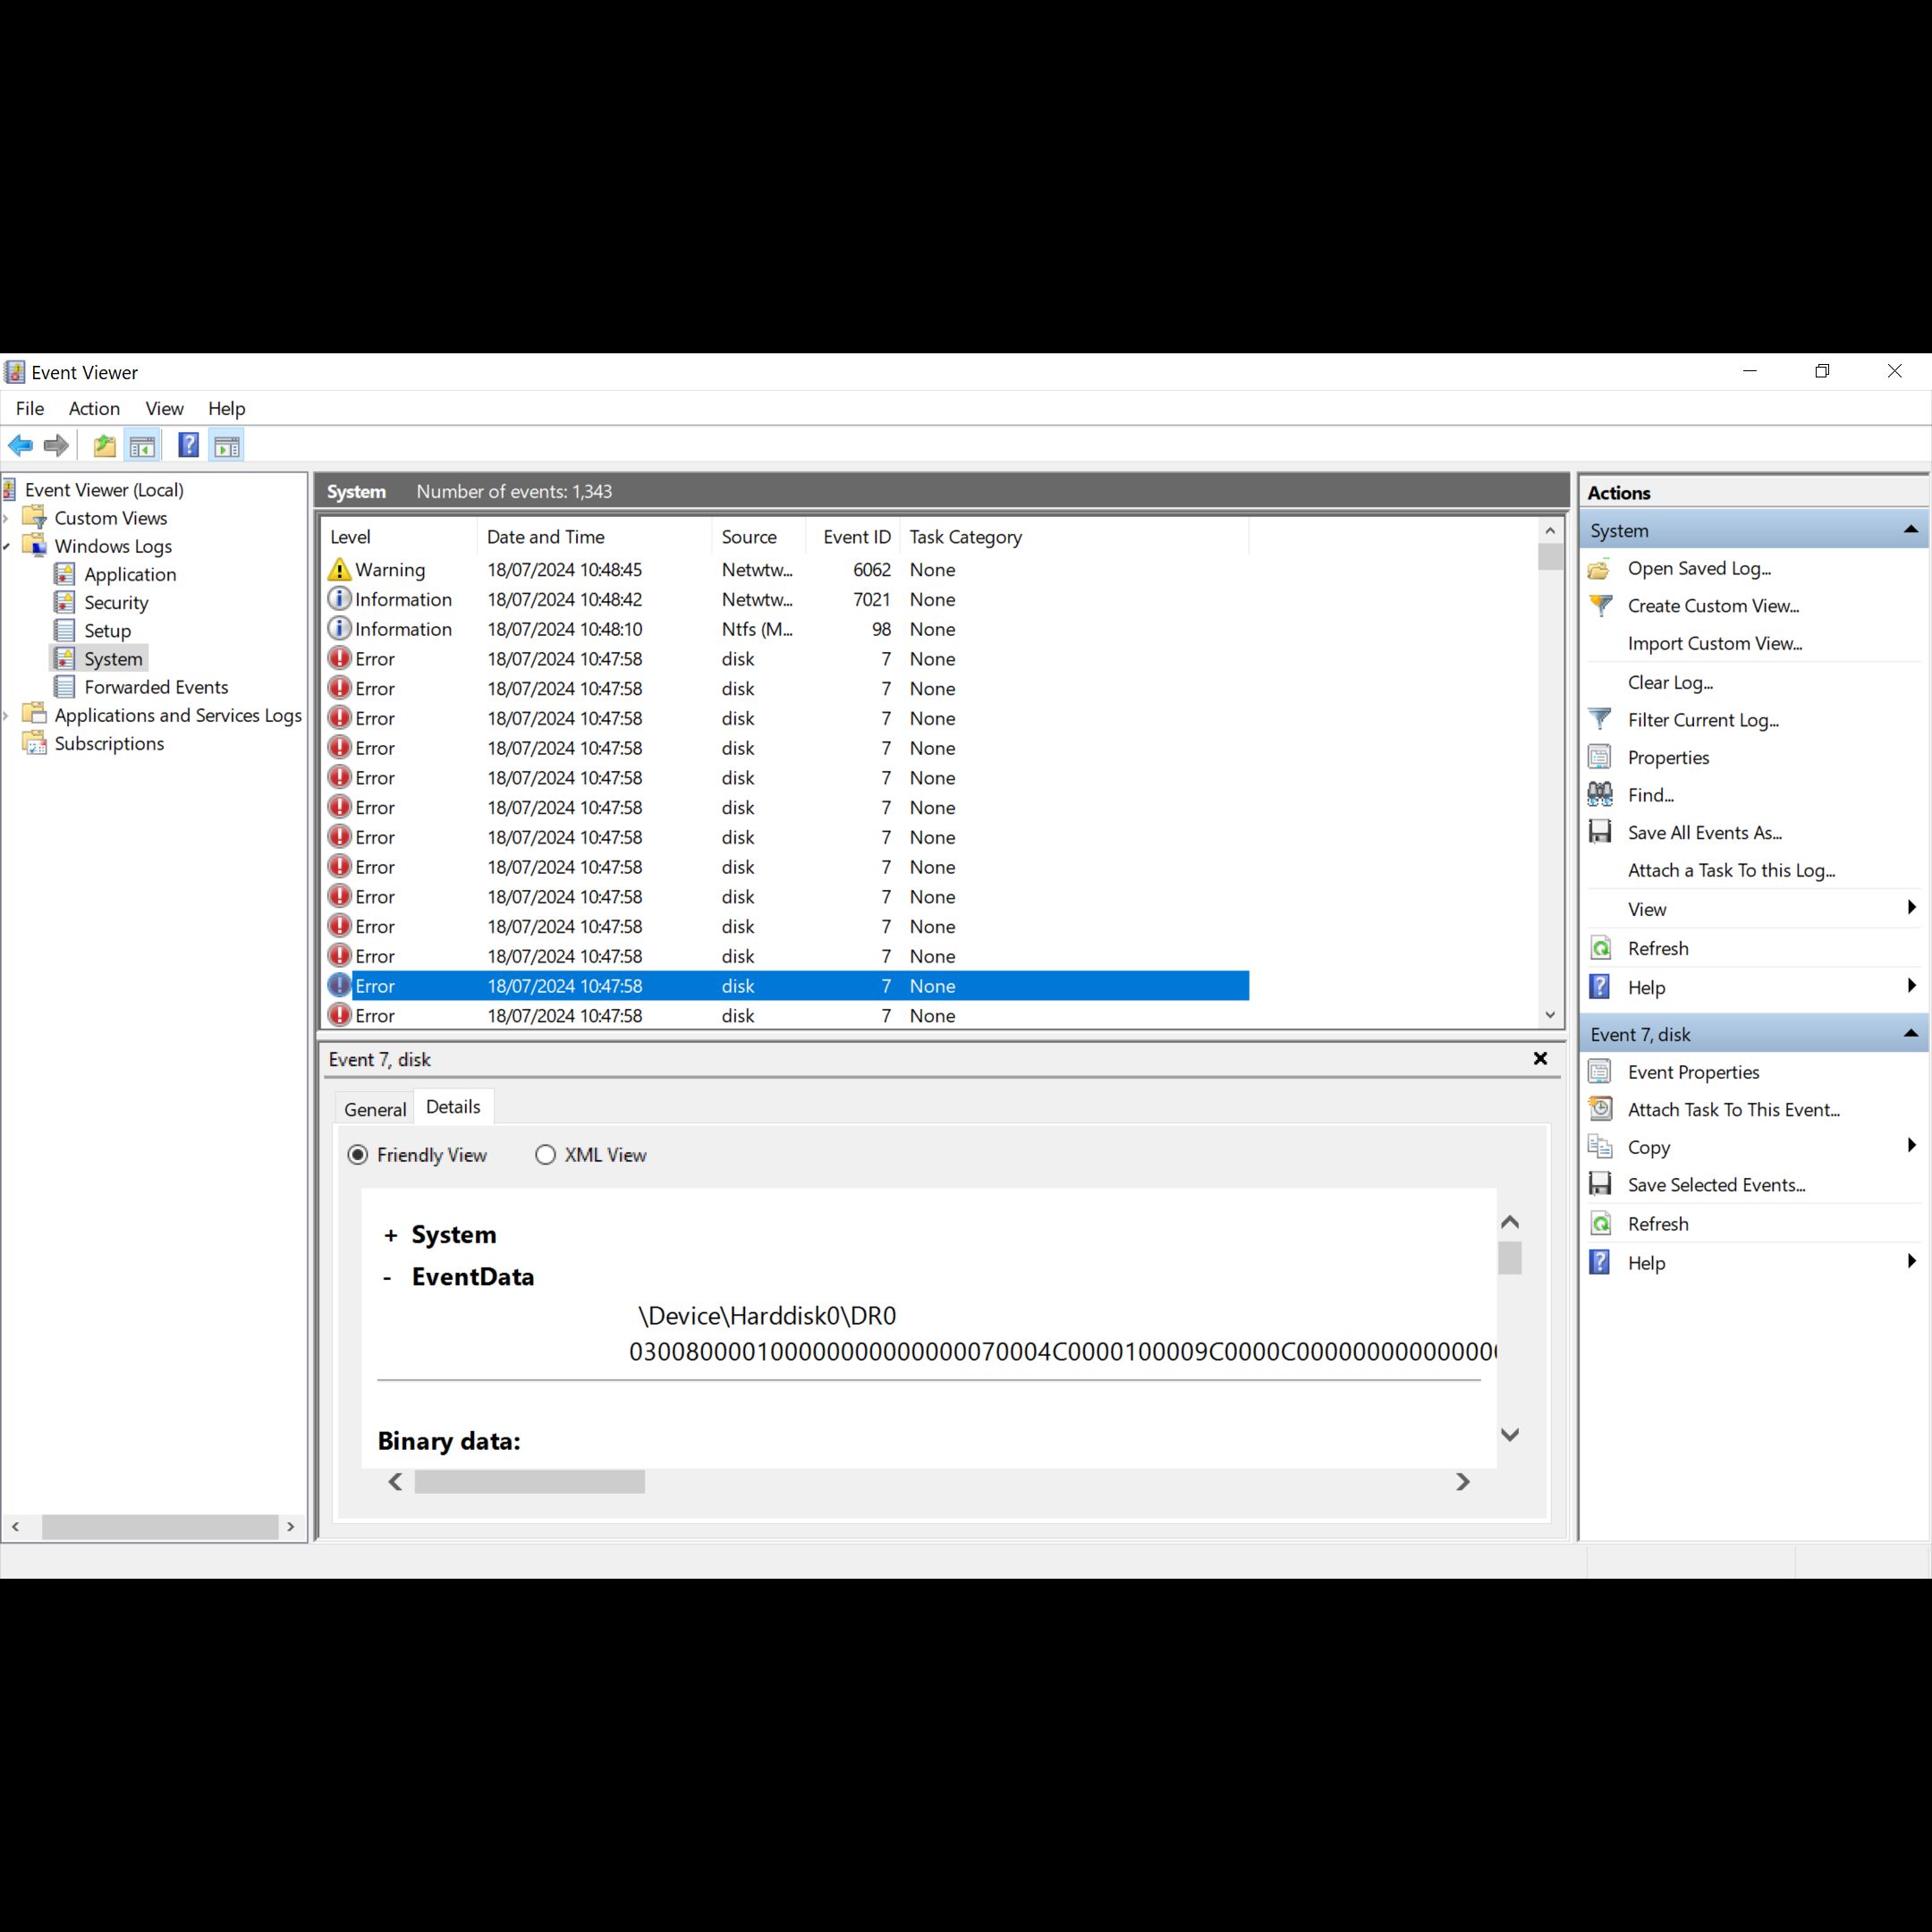 Event Viewer
File Action View Help
Event Viewer (Local)
Custom Views
Windows Logs
Application
Security
Setup
System
Forwarded Events
Applications and Services Logs
Subscriptions
System Number of events: 1,343
Level Date and Time Source Event ID Task Category
Warning 18/07/2024 10:48:45 Netwtw... 6062 None
Information 18/07/2024 10:48:42 Netwtw... 7021 None
Information 18/07/2024 10:48:10 Ntfs (M... 98 None
Error 18/07/2024 10:47:58 disk 7 None
Error 18/07/2024 10:47:58 disk 7 None
Error 18/07/2024 10:47:58 disk 7 None
Error 18/07/2024 10:47:58 disk 7 None
Error 18/07/2024 10:47:58 disk 7 None
Error 18/07/2024 10:47:58 disk 7 None
Error 18/07/2024 10:47:58 disk 7 None
Error 18/07/2024 10:47:58 disk 7 None
Error 18/07/2024 10:47:58 disk 7 None
Error 18/07/2024 10:47:58 disk 7 None
Error 18/07/2024 10:47:58 disk 7 None
Error 18/07/2024 10:47:58 disk 7 None
Error 18/07/2024 10:47:58 disk 7 None
Event 7, disk
General Details
Friendly View XML View
+ System
- EventData
\Device\Harddisk0\DR0
Binary data:
Actions
System
Open Saved Log...
Create Custom View...
Import Custom View...
Clear Log...
Filter Current Log...
Properties
Find...
Save All Events As...
Attach a Task To this Log...
View
Refresh
Help
Event 7, disk
Event Properties
Attach Task To This Event...
Copy
Save Selected Events...
Refresh
Help